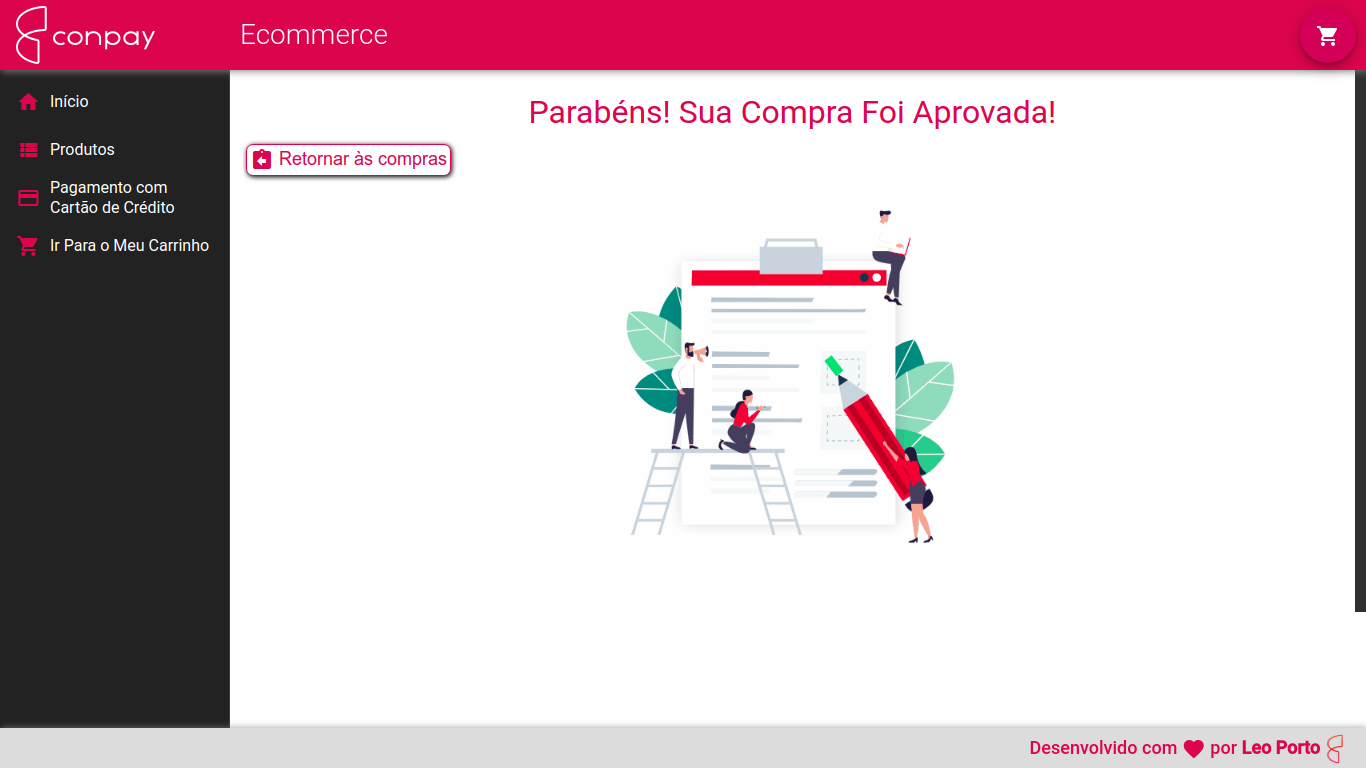 conpay
Ecommerce
Início
Produtos
Pagamento com
Cartão de Crédito
Ir Para o Meu Carrinho
Parabéns! Sua Compra Foi Aprovada!
Retornar às compras
Desenvolvido com por Leo Porto